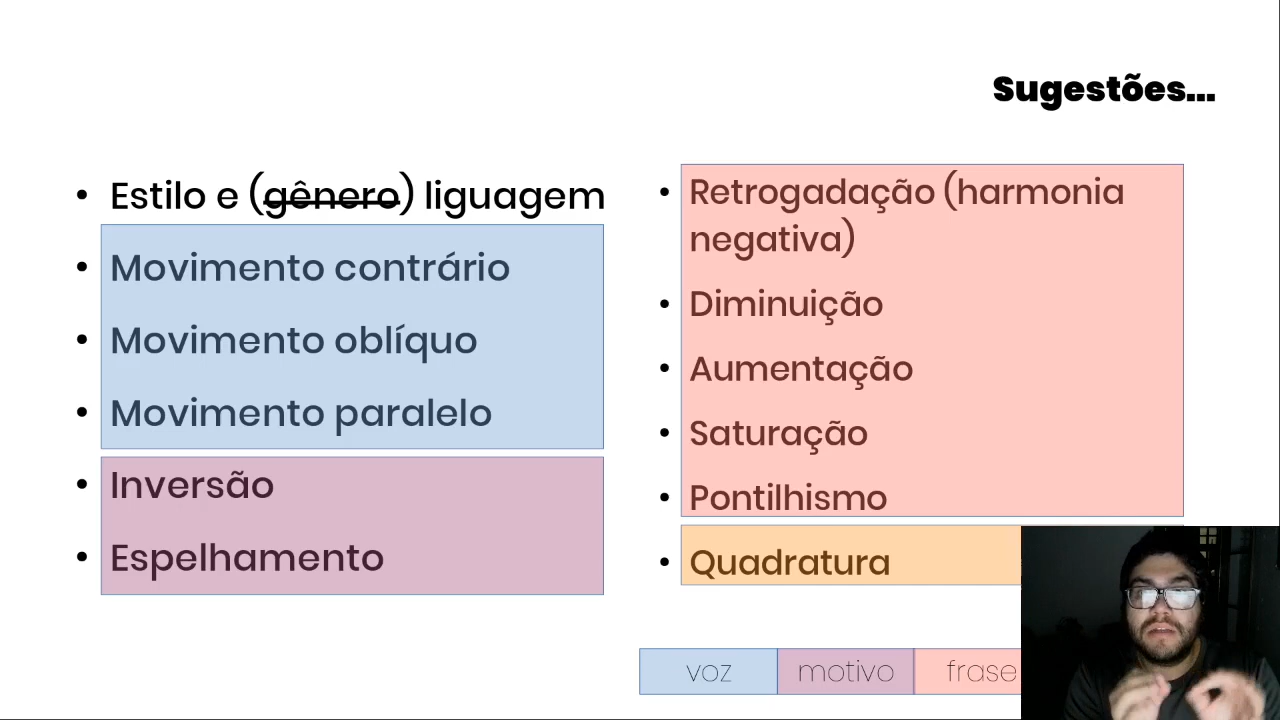 Sugestões...
• Estilo e (gênero) liguagem
• Movimento contrário
• Movimento oblíquo
• Movimento paralelo
• Inversão
• Espelhamento
• Retrogadação (harmonia
negativa)
• Diminuição
• Aumentação
• Saturação
• Pontilhismo
• Quadratura
voz motivo frase